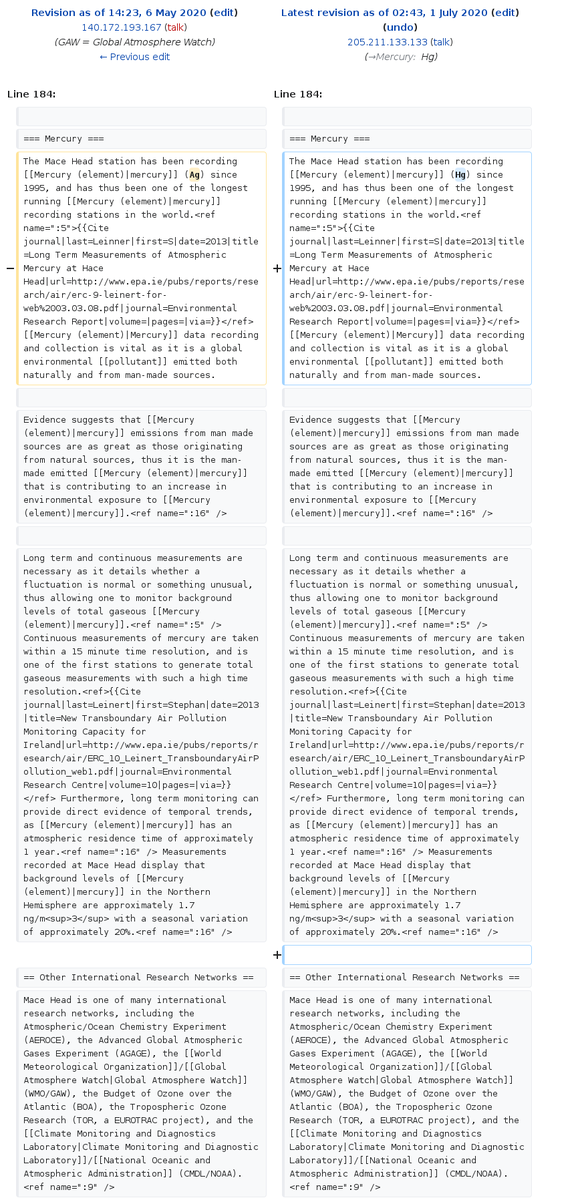 Revision as of 14:23, 6 May 2020 (edit)
140.172.193.167 (talk)
(GAW = Global Atmosphere Watch)
← Previous edit
Latest revision as of 02:43, 1 July 2020 (edit)
(undo)
205.211.133.133 (talk)
(→Mercury: Hg)
Line 184:
=== Mercury ===
− The Mace Head station has been recording
[[Mercury (element)|mercury]] (Ag) since
1995, and has thus been one of the longest
running [[Mercury (element)|mercury]]
recording stations in the world.<ref
name=":5">{{Cite
journal|last=Leinner|first=S|date=2013|title
=Long Term Measurements of Atmospheric
Mercury at Hace
Head|url=http://www.epa.ie/pubs/reports/rese
arch/air/erc-9-leinert-for-
web%2003.03.08.pdf|journal=Environmental
Research Report|volume=|pages=|via=}}</ref>
[[Mercury (element)|Mercury]] data recording
and collection is vital as it is a global
environmental [[pollutant]] emitted both
naturally and from man-made sources.
Evidence suggests that [[Mercury
(element)|mercury]] emissions from man made
sources are as great as those originating
from natural sources, thus it is the man-
made emitted [[Mercury (element)|mercury]]
that is contributing to an increase in
environmental exposure to [[Mercury
(element)|mercury]].<ref name=":16" />
Long term and continuous measurements are
necessary as it details whether a
fluctuation is normal or something unusual,
thus allowing one to monitor background
levels of total gaseous [[Mercury
(element)|mercury]].<ref name=":5" />
Continuous measurements of mercury are taken
within a 15 minute time resolution, and is
one of the first stations to generate total
gaseous measurements with such a high time
resolution.<ref>{{Cite
journal|last=Leinert|first=Stephan|date=2013
|title=New Transboundary Air Pollution
Monitoring Capacity for
Ireland|url=http://www.epa.ie/pubs/reports/r
esearch/air/ERC_10_Leinert_TransboundaryAirP
ollution_web1.pdf|journal=Environmental
Research Centre|volume=10|pages=|via=}}
</ref> Furthermore, long term monitoring can
provide direct evidence of temporal trends,
as [[Mercury (element)|mercury]] has an
atmospheric residence time of approximately
1 year.<ref name=":16" /> Measurements
recorded at Mace Head display that
background levels of [[Mercury
(element)|mercury]] in the Northern
Hemisphere are approximately 1.7
ng/m<sup>3</sup> with a seasonal variation
of approximately 20%.<ref name=":16" />
== Other International Research Networks ==
Mace Head is one of many international
research networks, including the
Atmospheric/Ocean Chemistry Experiment
(AEROCE), the Advanced Global Atmospheric
Gases Experiment (AGAGE), the [[World
Meteorological Organization]]/[[Global
Atmosphere Watch|Global Atmosphere Watch]]
(WMO/GAW), the Budget of Ozone over the
Atlantic (BOA), the Tropospheric Ozone
Research (TOR, a EUROTRAC project), and the
[[Climate Monitoring and Diagnostics
Laboratory|Climate Monitoring and Diagnostic
Laboratory]]/[[National Oceanic and
Atmospheric Administration]] (CMDL/NOAA).
<ref name=":9" />
Line 184:
=== Mercury ===
+ The Mace Head station has been recording
[[Mercury (element)|mercury]] (Hg) since
1995, and has thus been one of the longest
running [[Mercury (element)|mercury]]
recording stations in the world.<ref
name=":5">{{Cite
journal|last=Leinner|first=S|date=2013|title
=Long Term Measurements of Atmospheric
Mercury at Hace
Head|url=http://www.epa.ie/pubs/reports/rese
arch/air/erc-9-leinert-for-
web%2003.03.08.pdf|journal=Environmental
Research Report|volume=|pages=|via=}}</ref>
[[Mercury (element)|Mercury]] data recording
and collection is vital as it is a global
environmental [[pollutant]] emitted both
naturally and from man-made sources.
Evidence suggests that [[Mercury
(element)|mercury]] emissions from man made
sources are as great as those originating
from natural sources, thus it is the man-
made emitted [[Mercury (element)|mercury]]
that is contributing to an increase in
environmental exposure to [[Mercury
(element)|mercury]].<ref name=":16" />
Long term and continuous measurements are
necessary as it details whether a
fluctuation is normal or something unusual,
thus allowing one to monitor background
levels of total gaseous [[Mercury
(element)|mercury]].<ref name=":5" />
Continuous measurements of mercury are taken
within a 15 minute time resolution, and is
one of the first stations to generate total
gaseous measurements with such a high time
resolution.<ref>{{Cite
journal|last=Leinert|first=Stephan|date=2013
|title=New Transboundary Air Pollution
Monitoring Capacity for
Ireland|url=http://www.epa.ie/pubs/reports/r
esearch/air/ERC_10_Leinert_TransboundaryAirP
ollution_web1.pdf|journal=Environmental
Research Centre|volume=10|pages=|via=}}
</ref> Furthermore, long term monitoring can
provide direct evidence of temporal trends,
as [[Mercury (element)|mercury]] has an
atmospheric residence time of approximately
1 year.<ref name=":16" /> Measurements
recorded at Mace Head display that
background levels of [[Mercury
(element)|mercury]] in the Northern
Hemisphere are approximately 1.7
ng/m<sup>3</sup> with a seasonal variation
of approximately 20%.<ref name=":16" />
+
== Other International Research Networks ==
Mace Head is one of many international
research networks, including the
Atmospheric/Ocean Chemistry Experiment
(AEROCE), the Advanced Global Atmospheric
Gases Experiment (AGAGE), the [[World
Meteorological Organization]]/[[Global
Atmosphere Watch|Global Atmosphere Watch]]
(WMO/GAW), the Budget of Ozone over the
Atlantic (BOA), the Tropospheric Ozone
Research (TOR, a EUROTRAC project), and the
[[Climate Monitoring and Diagnostics
Laboratory|Climate Monitoring and Diagnostic
Laboratory]]/[[National Oceanic and
Atmospheric Administration]] (CMDL/NOAA).
<ref name=":9" />